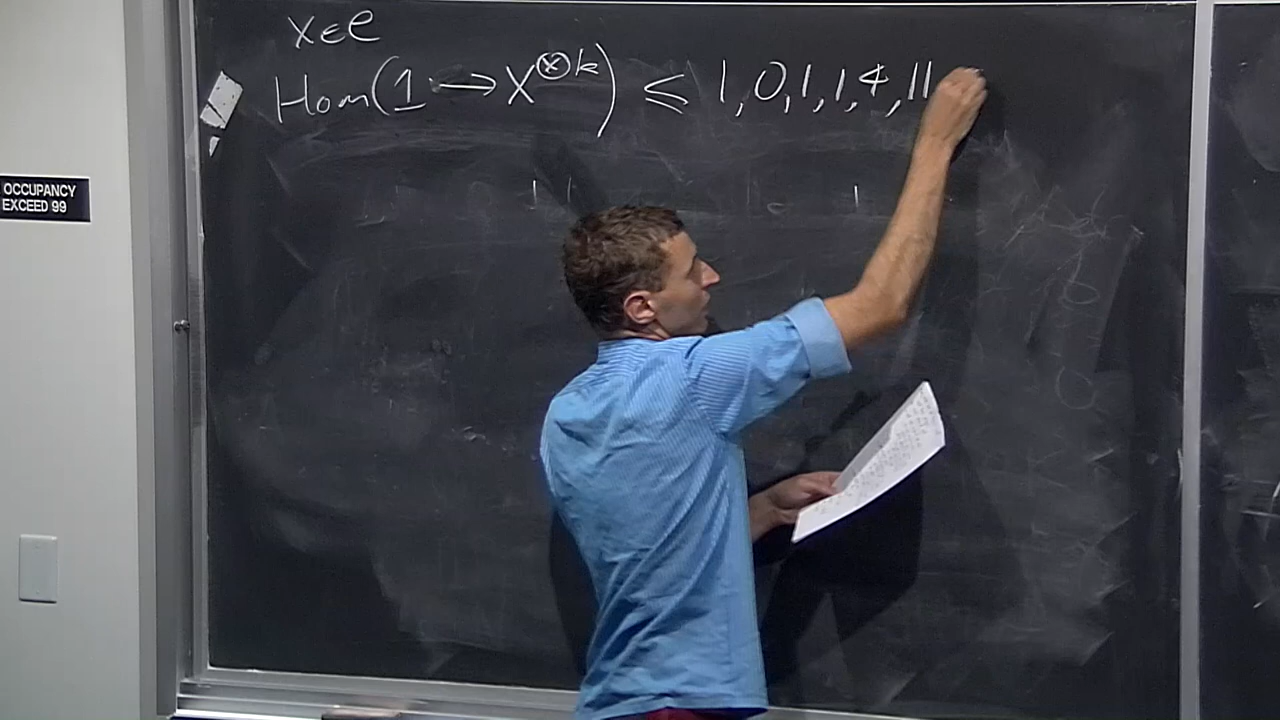 X ∈ C
Hom(1 → X^{⊗k}) ≤ 1, 0, 1, 1, 4, 11
OCCUPANCY
EXCEED 99